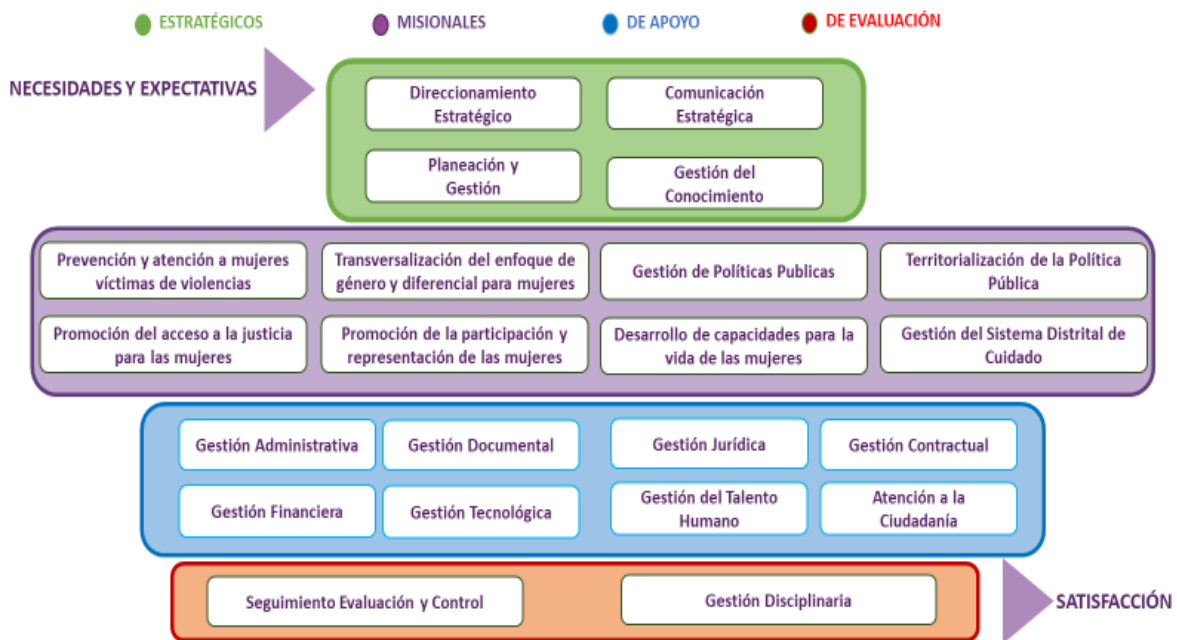 ESTRATÉGICOS
MISIONALES
DE APOYO
DE EVALUACIÓN
NECESIDADES Y EXPECTATIVAS
Direccionamiento
Estratégico
Comunicación
Estratégica
Planeación y
Gestión
Gestión del
Conocimiento
Prevención y atención a mujeres
víctimas de violencias
Transversalización del enfoque de
género y diferencial para mujeres
Gestión de Políticas Publicas
Territorialización de la Política
Pública
Promoción del acceso a la justicia
para las mujeres
Promoción de la participación y
representación de las mujeres
Desarrollo de capacidades para la
vida de las mujeres
Gestión del Sistema Distrital de
Cuidado
Gestión Administrativa
Gestión Documental
Gestión Jurídica
Gestión Contractual
Gestión Financiera
Gestión Tecnológica
Gestión del Talento
Humano
Atención a la
Ciudadanía
Seguimiento Evaluación y Control
Gestión Disciplinaria
SATISFACCIÓN